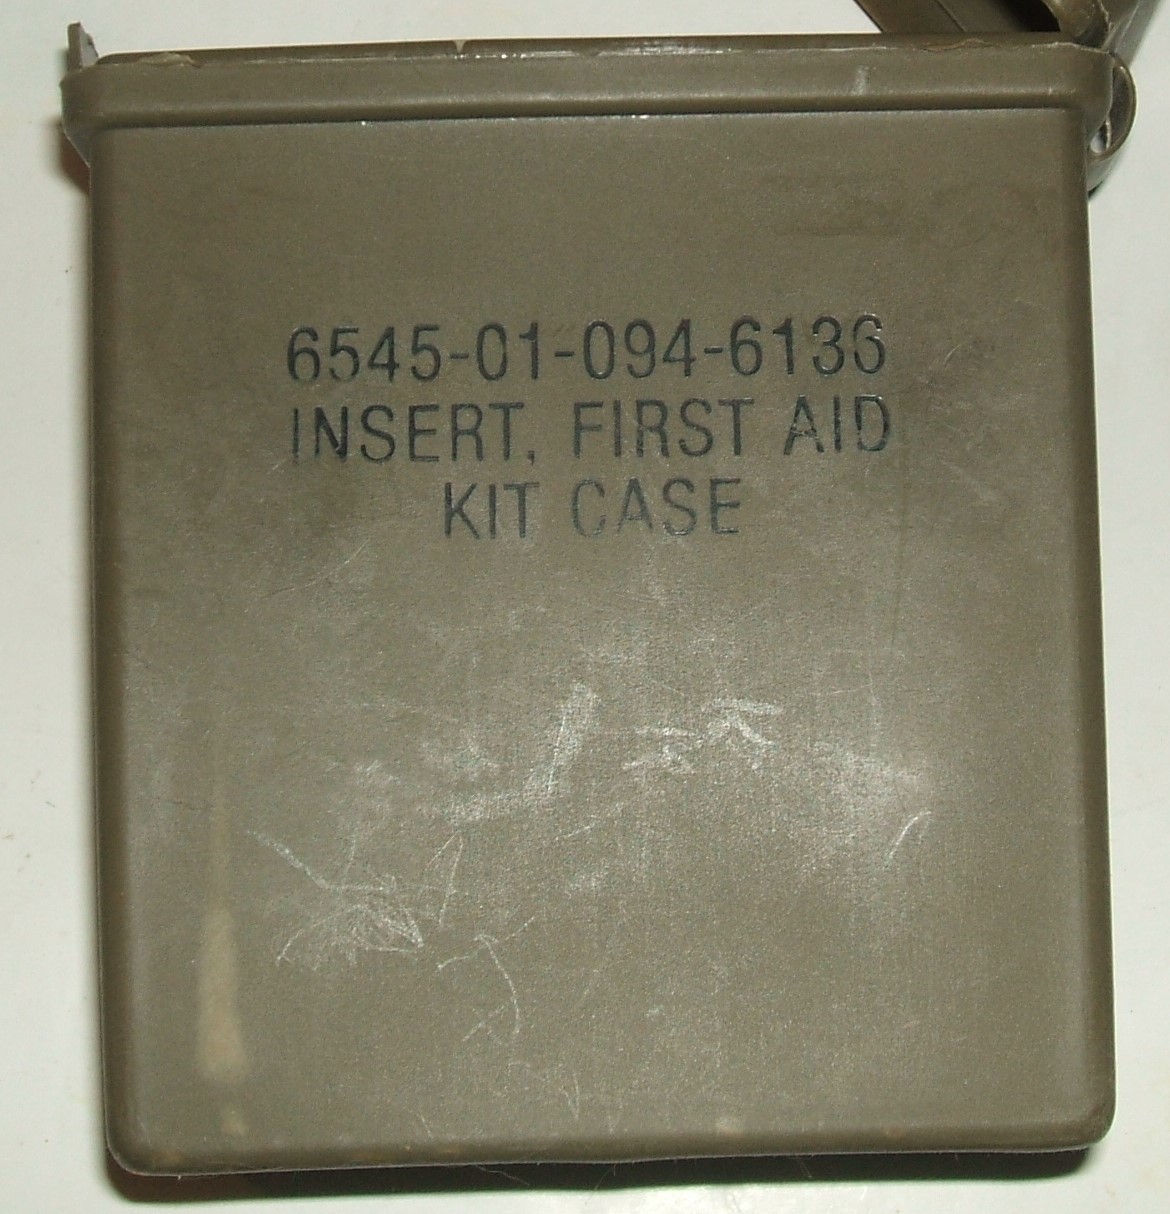 6545-01-094-6136
INSERT, FIRST AID
KIT CASE